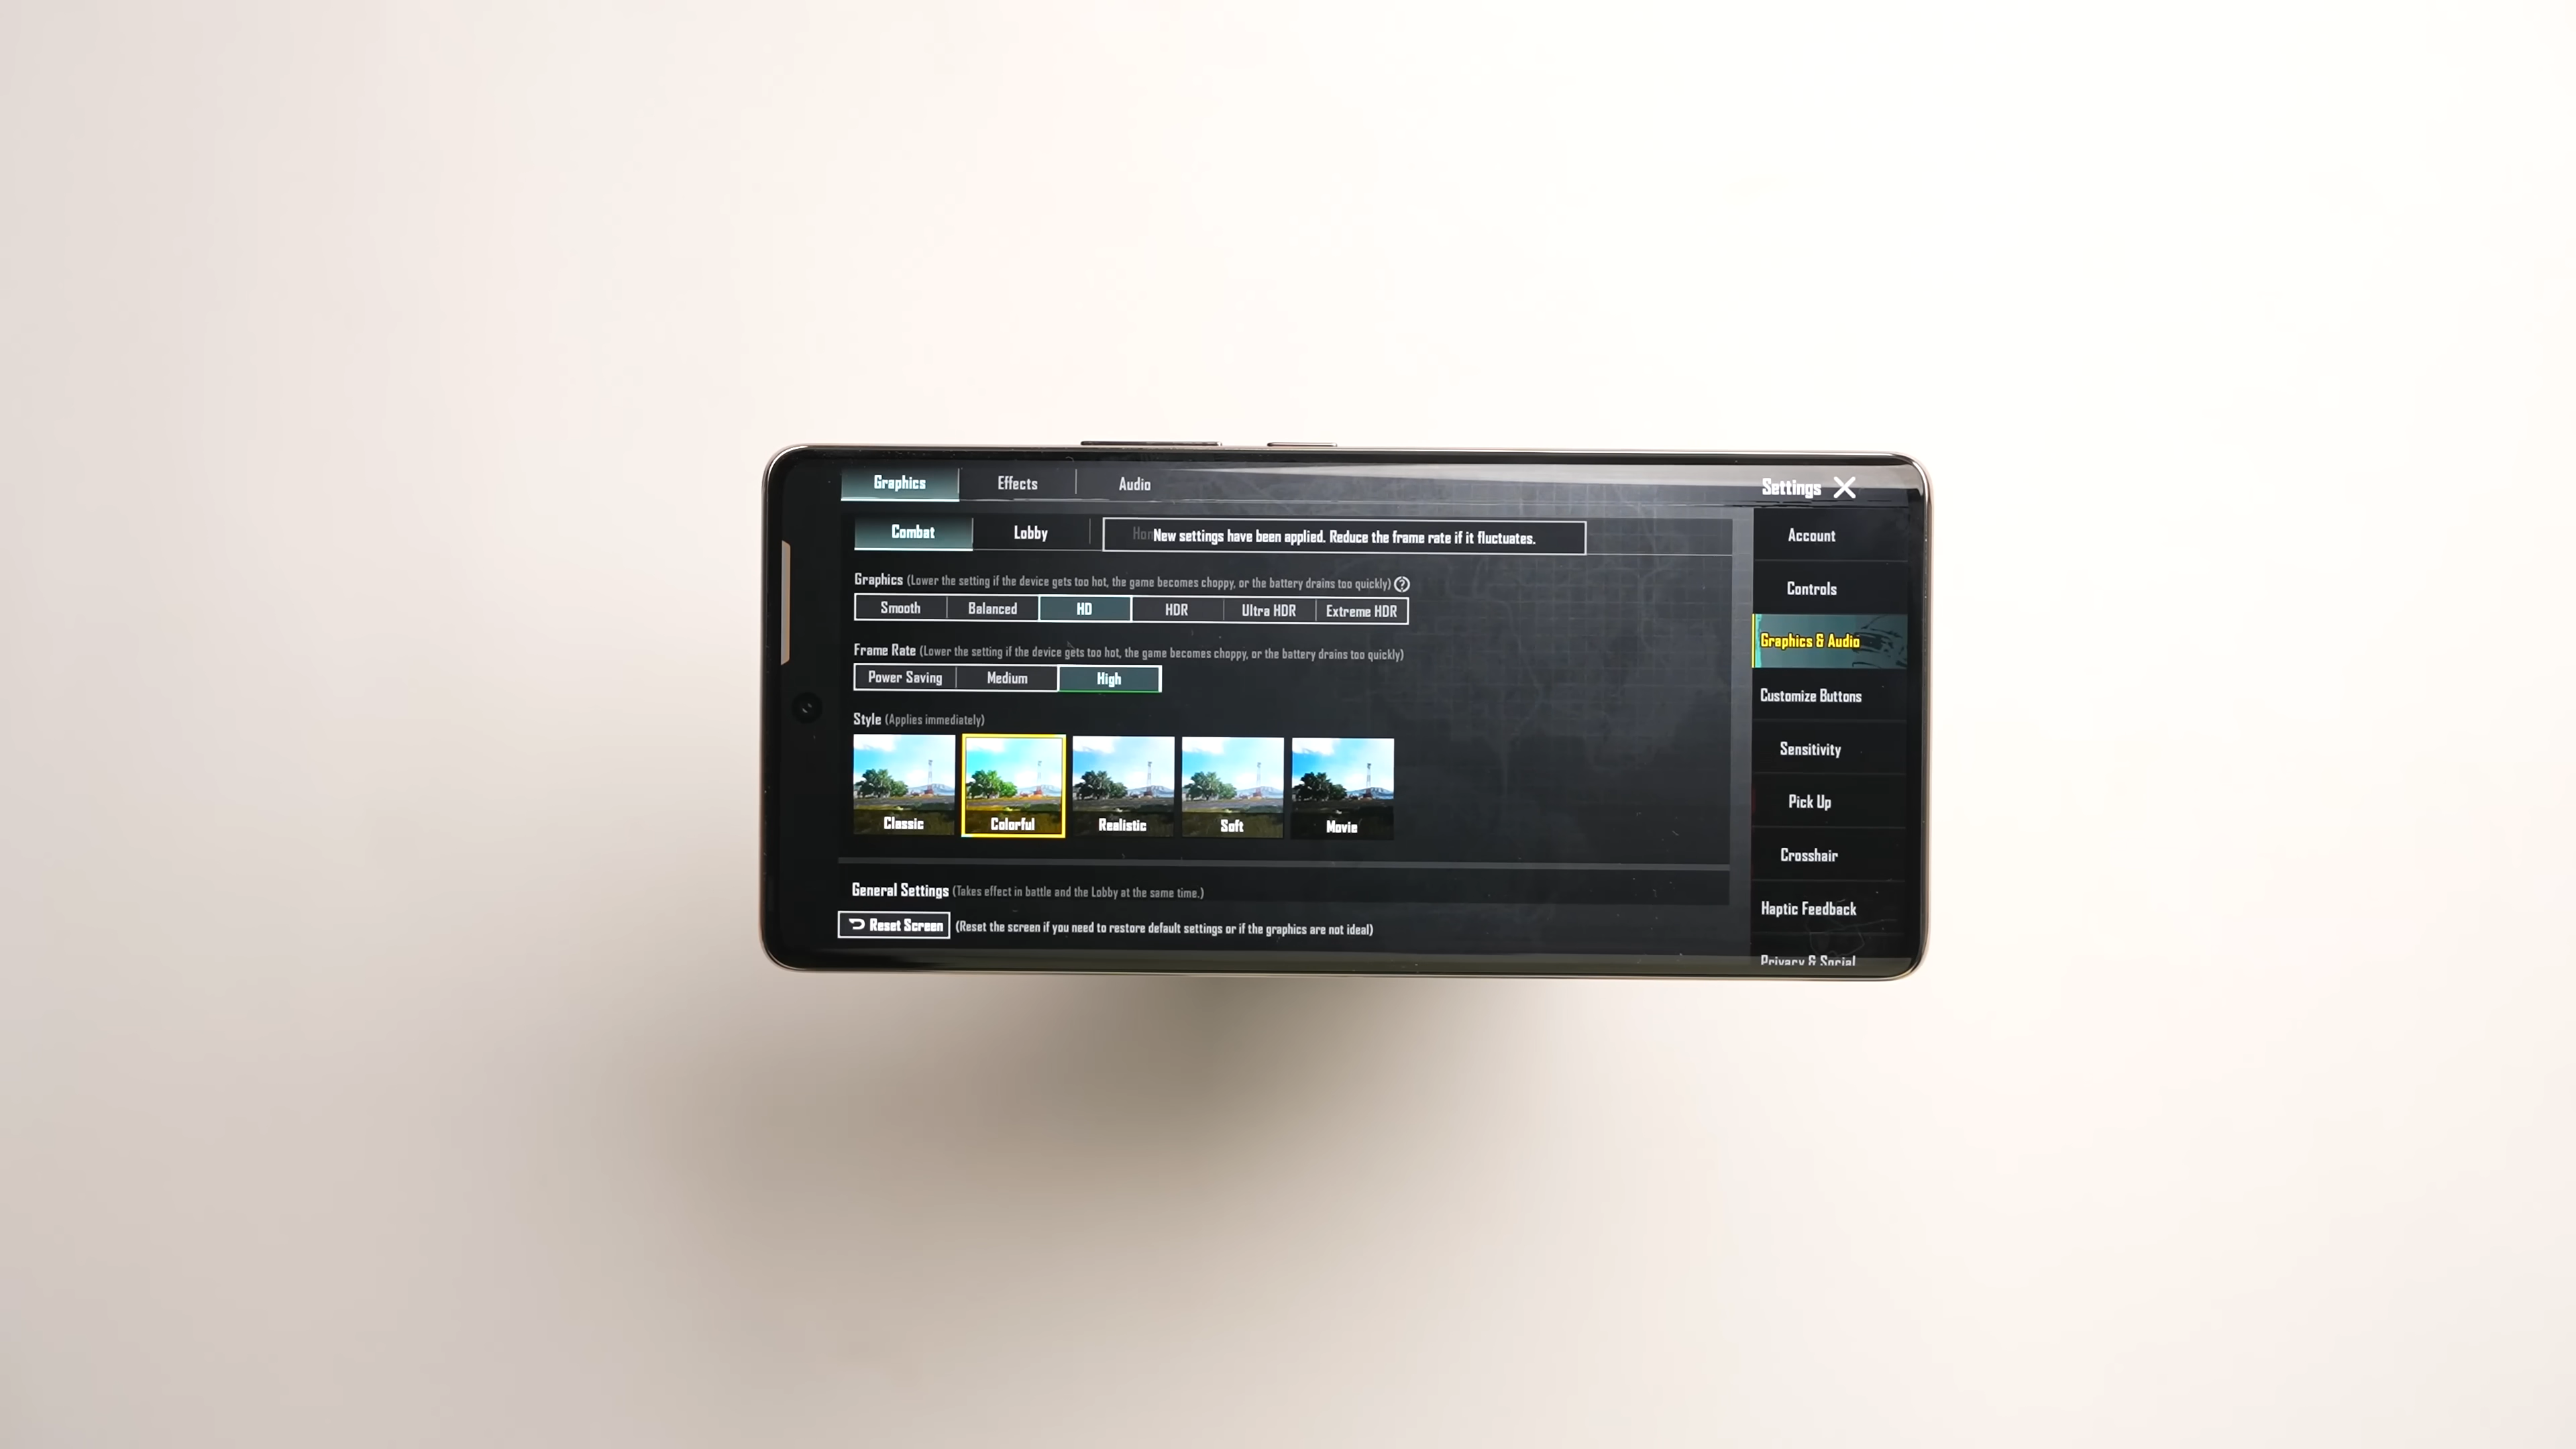 Graphics Effects Audio
Settings
Combat Lobby New settings have been applied. Reduce the frame rate if it fluctuates.
Graphics (Lower the setting if the device gets too hot, the game becomes choppy, or the battery drains too quickly) ?
Smooth Balanced HD HDR Ultra HDR Extreme HDR
Frame Rate (Lower the setting if the device gets too hot, the game becomes choppy, or the battery drains too quickly)
Power Saving Medium High
Style (Applies immediately)
Classic Colorful Realistic Soft Movie
General Settings (Takes effect in battle and the Lobby at the same time.)
Reset Screen (Reset the screen if you need to restore default settings or if the graphics are not ideal)
Account
Controls
Graphics & Audio
Customize Buttons
Sensitivity
Pick Up
Crosshair
Haptic Feedback
Privacy & Social